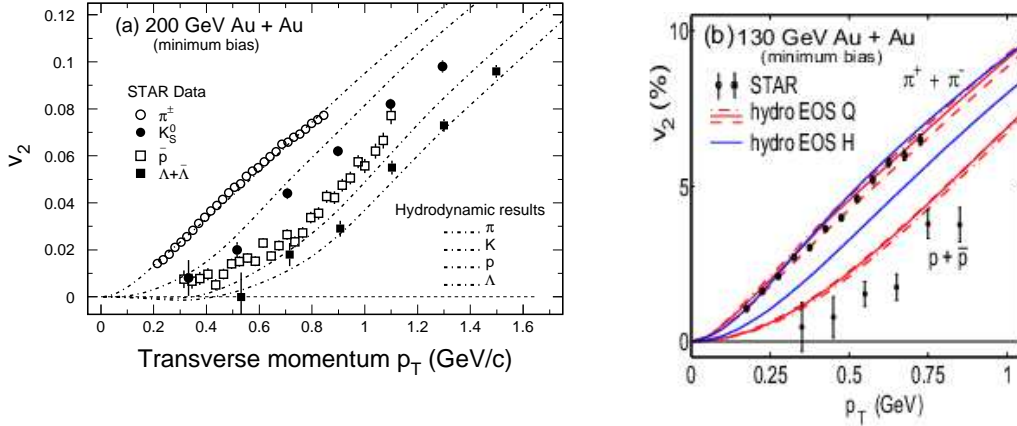 (a) 200 GeV Au + Au
(minimum bias)
STAR Data
π±
K⁰S
p̄
Λ+Λ̄
Hydrodynamic results
π
K
p
Λ
v₂
0.12
0.1
0.08
0.06
0.04
0.02
0
0 0.2 0.4 0.6 0.8 1 1.2 1.4 1.6
Transverse momentum pT (GeV/c)
(b) 130 GeV Au + Au
(minimum bias)
π⁺ + π⁻
STAR
hydro EOS Q
hydro EOS H
p + p̄
v₂ (%)
10
5
0
0 0.25 0.5 0.75 1
pT (GeV)